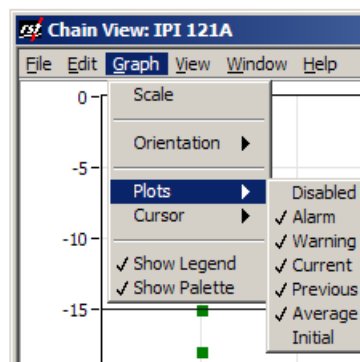 rst Chain View: IPI 121A
File Edit Graph View Window Help
0
Scale
Orientation
-5
Plots
Disabled
Cursor
Alarm
-10
Warning
Show Legend
Current
Show Palette
Previous
-15
Average
Initial